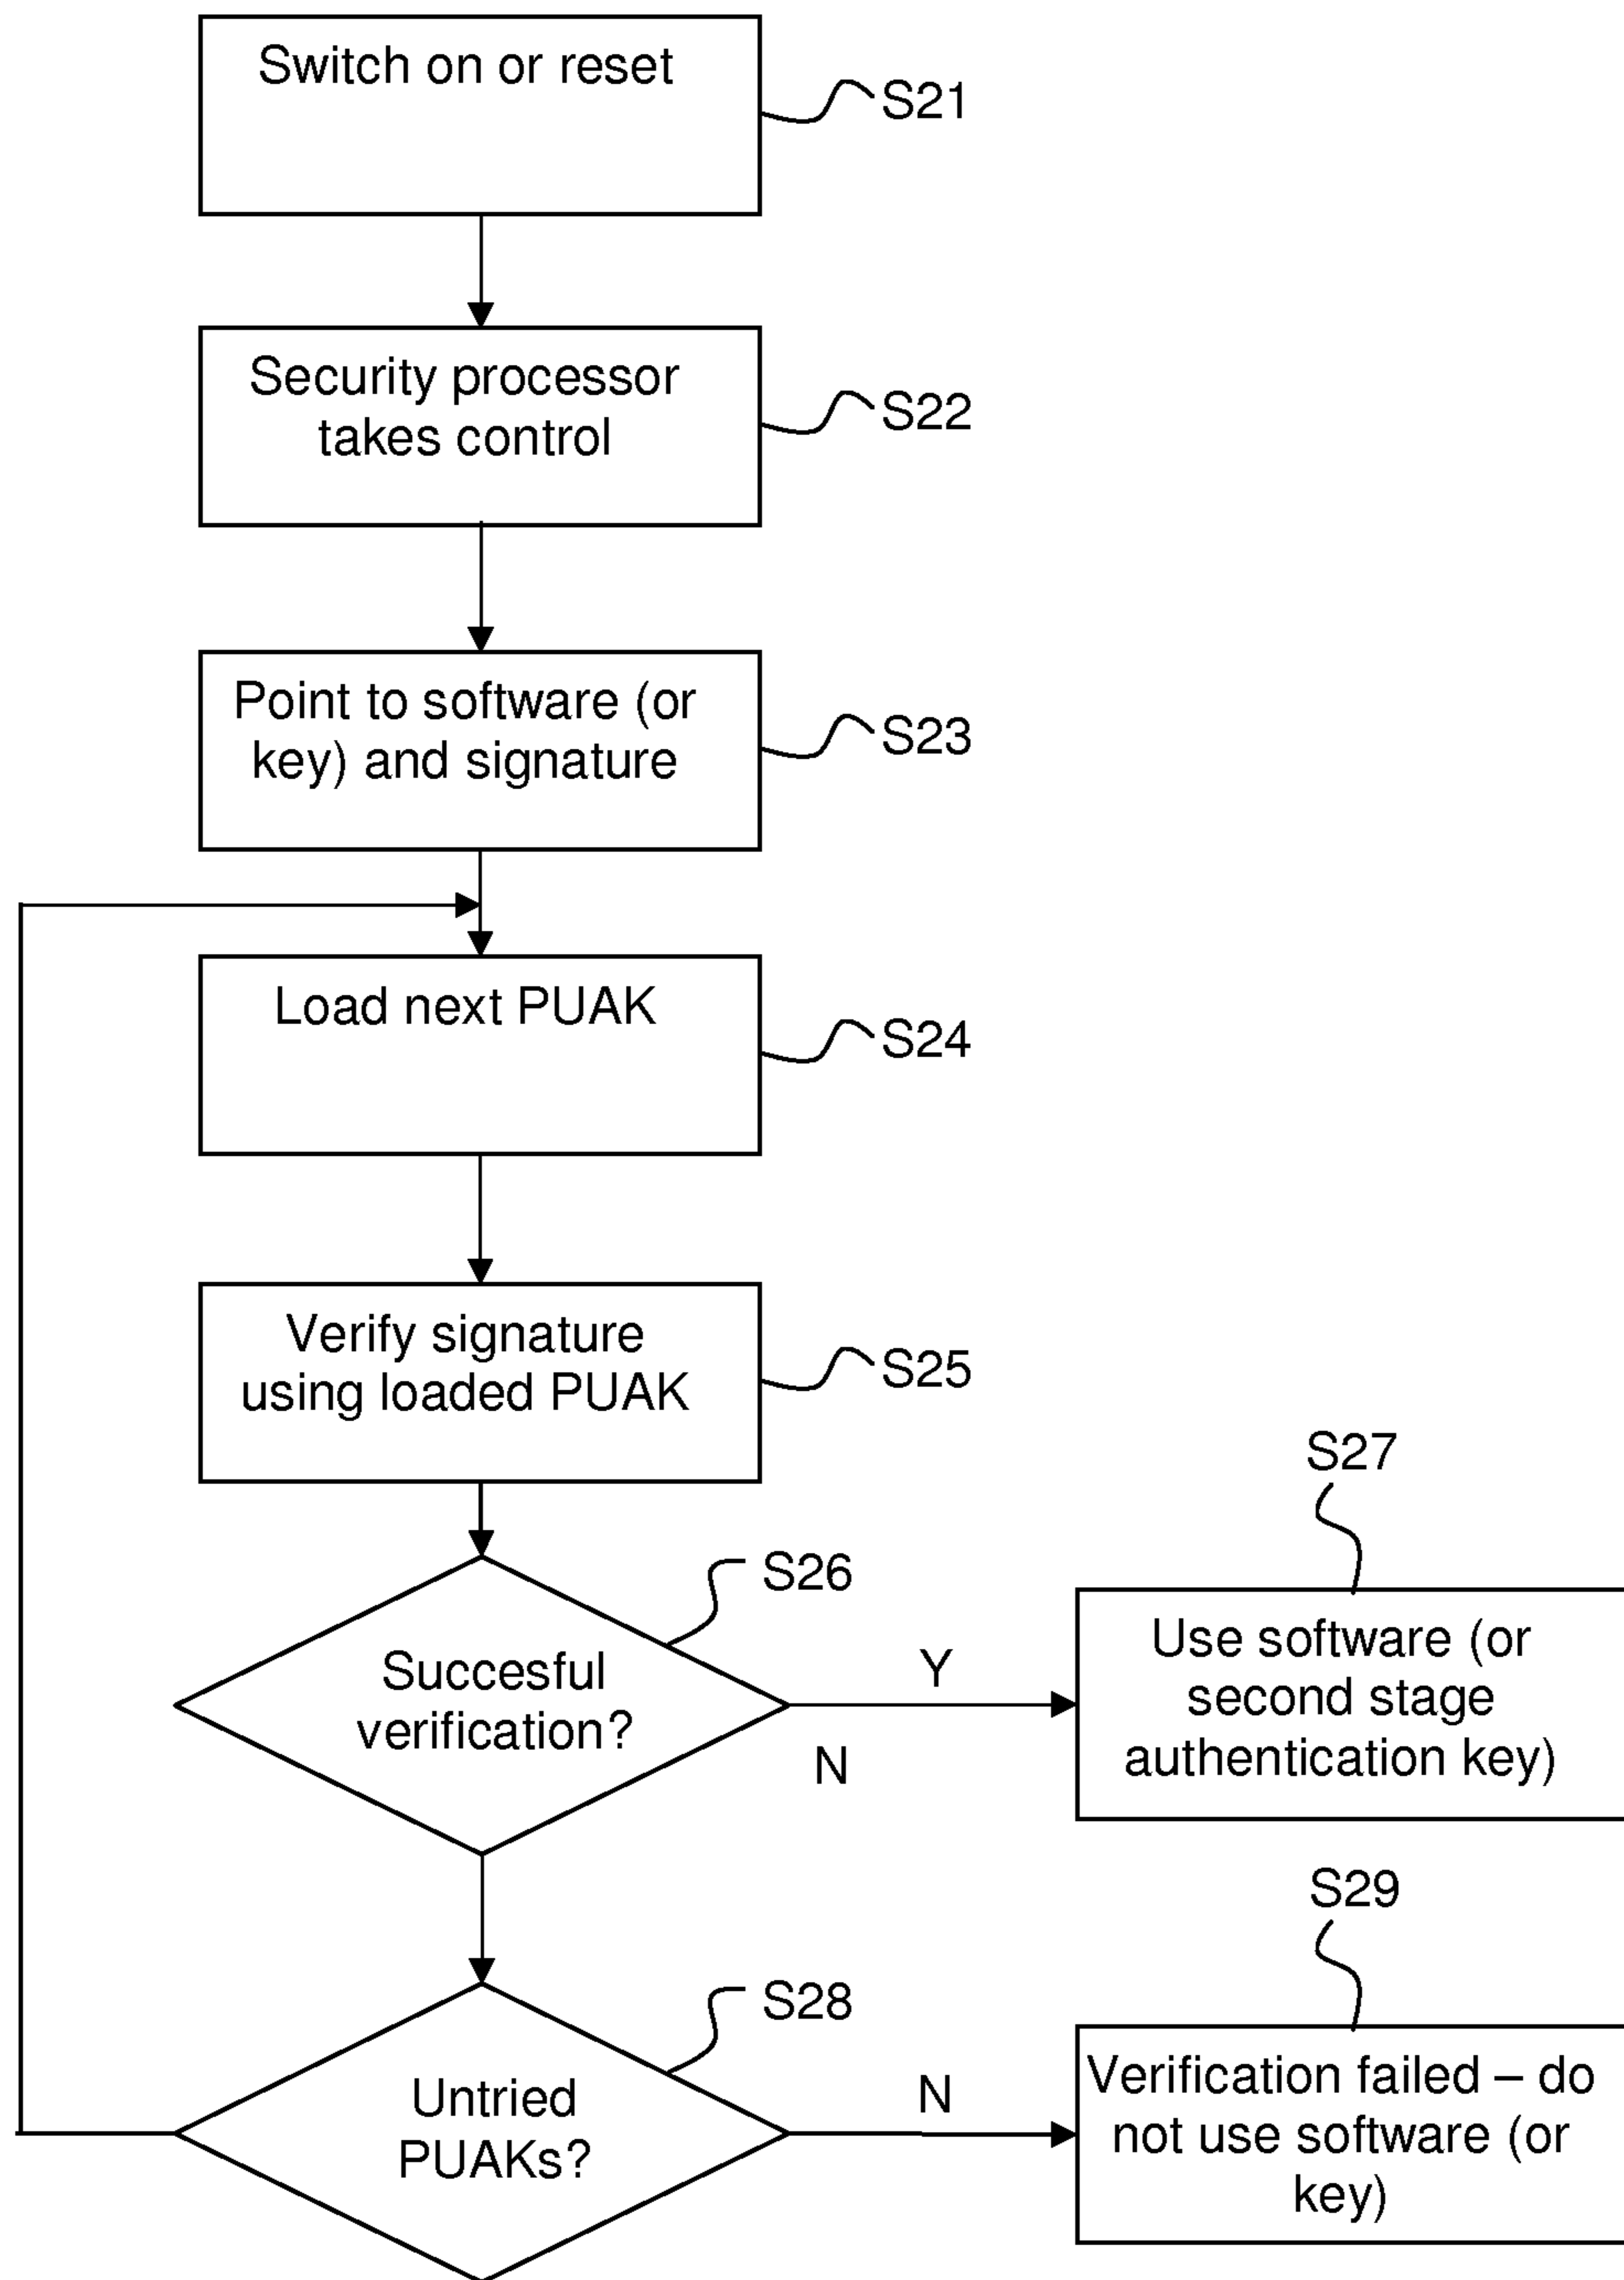 Switch on or reset
S21
Security processor
takes control
S22
Point to software (or
key) and signature
S23
Load next PUAK
S24
Verify signature
using loaded PUAK
S25
S26
Succesful
verification?
Y
N
S27
Use software (or
second stage
authentication key)
S28
Untried
PUAKs?
N
S29
Verification failed – do
not use software (or
key)